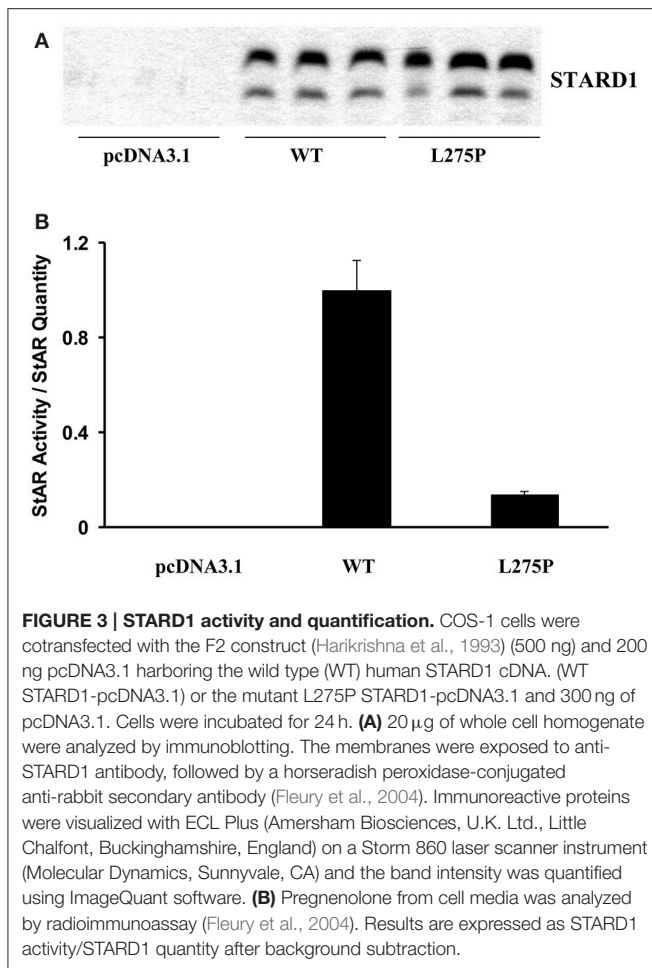 A
STARD1
pcDNA3.1 WT L275P
B
1.2
0.8
0.4
0
StAR Activity / StAR Quantity
pcDNA3.1 WT L275P
FIGURE 3 | STARD1 activity and quantification. COS-1 cells were
cotransfected with the F2 construct (Harikrishna et al., 1993) (500 ng) and 200
ng pcDNA3.1 harboring the wild type (WT) human STARD1 cDNA. (WT
STARD1-pcDNA3.1) or the mutant L275P STARD1-pcDNA3.1 and 300 ng of
pcDNA3.1. Cells were incubated for 24 h. (A) 20 μg of whole cell homogenate
were analyzed by immunoblotting. The membranes were exposed to anti-
STARD1 antibody, followed by a horseradish peroxidase-conjugated
anti-rabbit secondary antibody (Fleury et al., 2004). Immunoreactive proteins
were visualized with ECL Plus (Amersham Biosciences, U.K. Ltd., Little
Chalfont, Buckinghamshire, England) on a Storm 860 laser scanner instrument
(Molecular Dynamics, Sunnyvale, CA) and the band intensity was quantified
using ImageQuant software. (B) Pregnenolone from cell media was analyzed
by radioimmunoassay (Fleury et al., 2004). Results are expressed as STARD1
activity/STARD1 quantity after background subtraction.